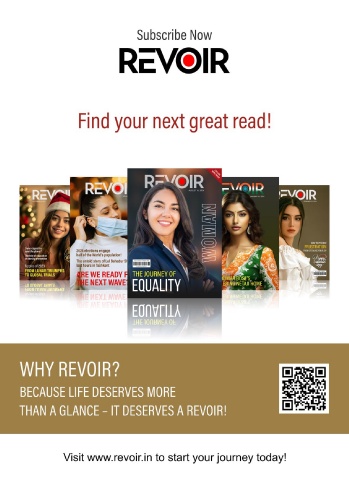 Subscribe Now
REVOIR
Find your next great read!
REVOIR
REVOIR
REVOIR
REVOIR
WOMAN
THE JOURNEY OF
EQUALITY
ARE WE READY F
THE NEXT WAVE
WHY REVOIR?
BECAUSE LIFE DESERVES MORE
THAN A GLANCE – IT DESERVES A REVOIR!
Visit www.revoir.in to start your journey today!